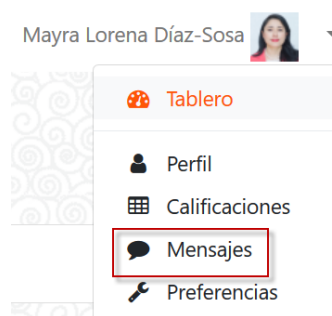 Mayra Lorena Díaz-Sosa
Tablero
Perfil
Calificaciones
Mensajes
Preferencias